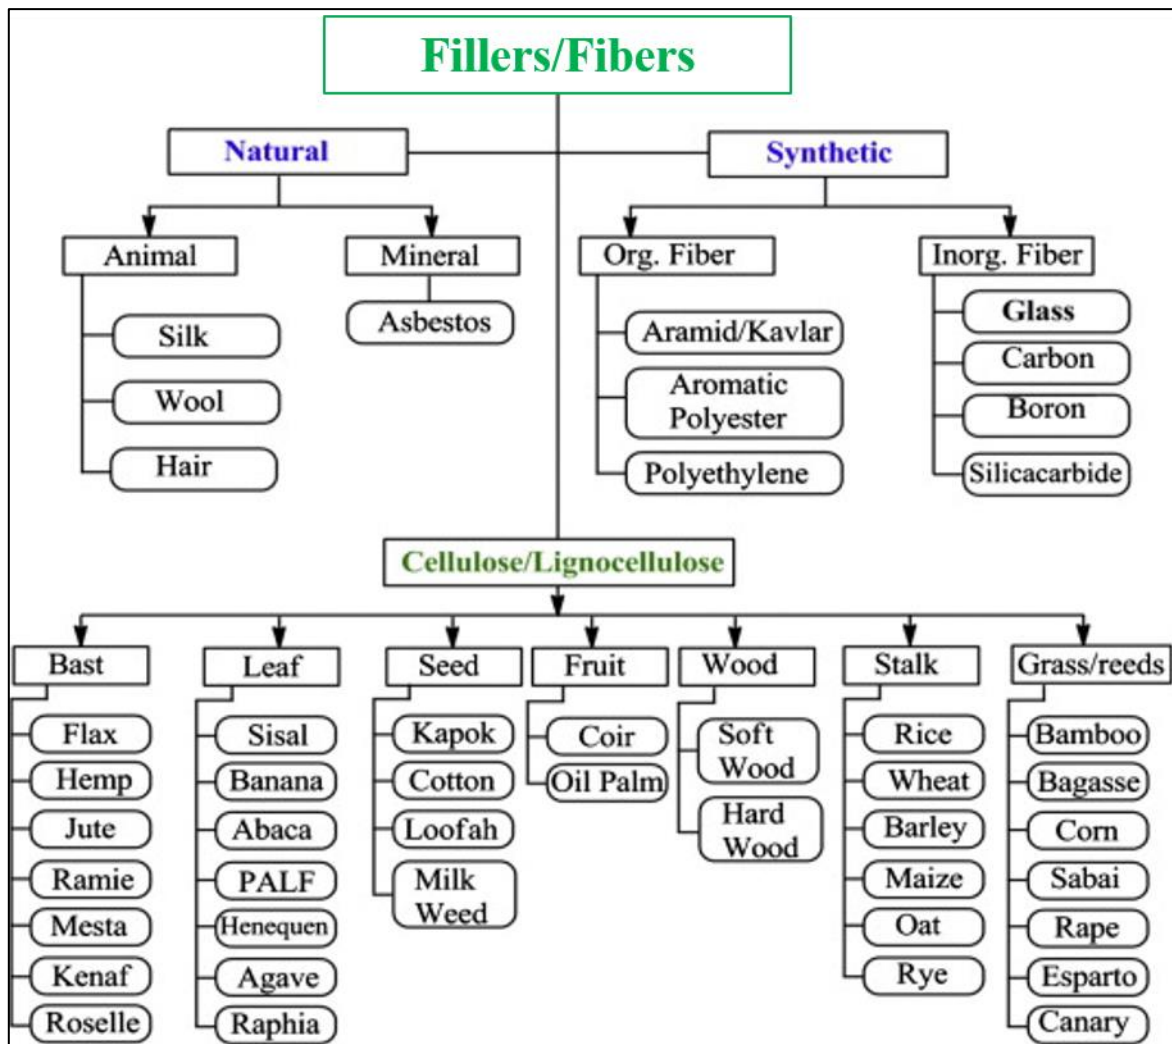 Fillers/Fibers
Natural
Synthetic
Animal
Mineral
Org. Fiber
Inorg. Fiber
Silk
Wool
Hair
Asbestos
Aramid/Kavlar
Aromatic
Polyester
Polyethylene
Glass
Carbon
Boron
Silicacarbide
Cellulose/Lignocellulose
Bast
Leaf
Seed
Fruit
Wood
Stalk
Grass/reeds
Flax
Hemp
Jute
Ramie
Mesta
Kenaf
Roselle
Sisal
Banana
Abaca
PALF
Henequen
Agave
Raphia
Kapok
Cotton
Loofah
Milk
Weed
Coir
Oil Palm
Soft
Wood
Hard
Wood
Rice
Wheat
Barley
Maize
Oat
Rye
Bamboo
Bagasse
Corn
Sabai
Rape
Esparto
Canary